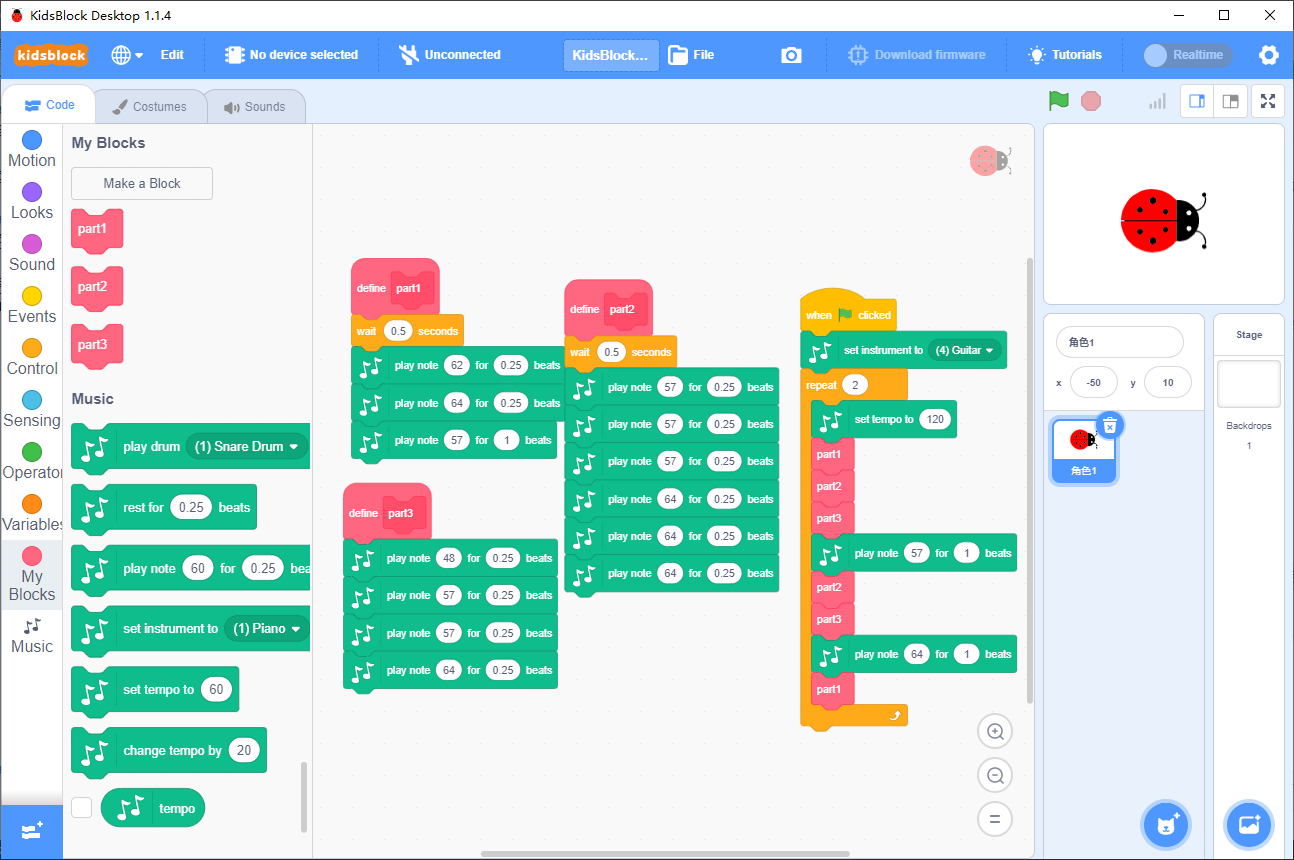 KidsBlock Desktop 1.1.4
kidsblock
Edit
No device selected
Unconnected
KidsBlock...
File
Download firmware
Tutorials
Realtime
Code
Costumes
Sounds
Motion
Looks
Sound
Events
Control
Sensing
Operator
Variables
My
Blocks
Music
My Blocks
Make a Block
part1
part2
part3
Music
play drum (1) Snare Drum
rest for 0.25 beats
play note 60 for 0.25 bea
set instrument to (1) Piano
set tempo to 60
change tempo by 20
tempo
define part1
wait 0.5 seconds
play note 62 for 0.25 beats
play note 64 for 0.25 beats
play note 57 for 1 beats
define part3
play note 48 for 0.25 beats
play note 57 for 0.25 beats
play note 57 for 0.25 beats
play note 64 for 0.25 beats
define part2
wait 0.5 seconds
play note 57 for 0.25 beats
play note 57 for 0.25 beats
play note 57 for 0.25 beats
play note 64 for 0.25 beats
play note 64 for 0.25 beats
play note 64 for 0.25 beats
when clicked
set instrument to (4) Guitar
repeat 2
set tempo to 120
part1
part2
part3
play note 57 for 1 beats
part2
part3
play note 64 for 1 beats
part1
角色1
x -50 y 10
角色1
Stage
Backdrops
1